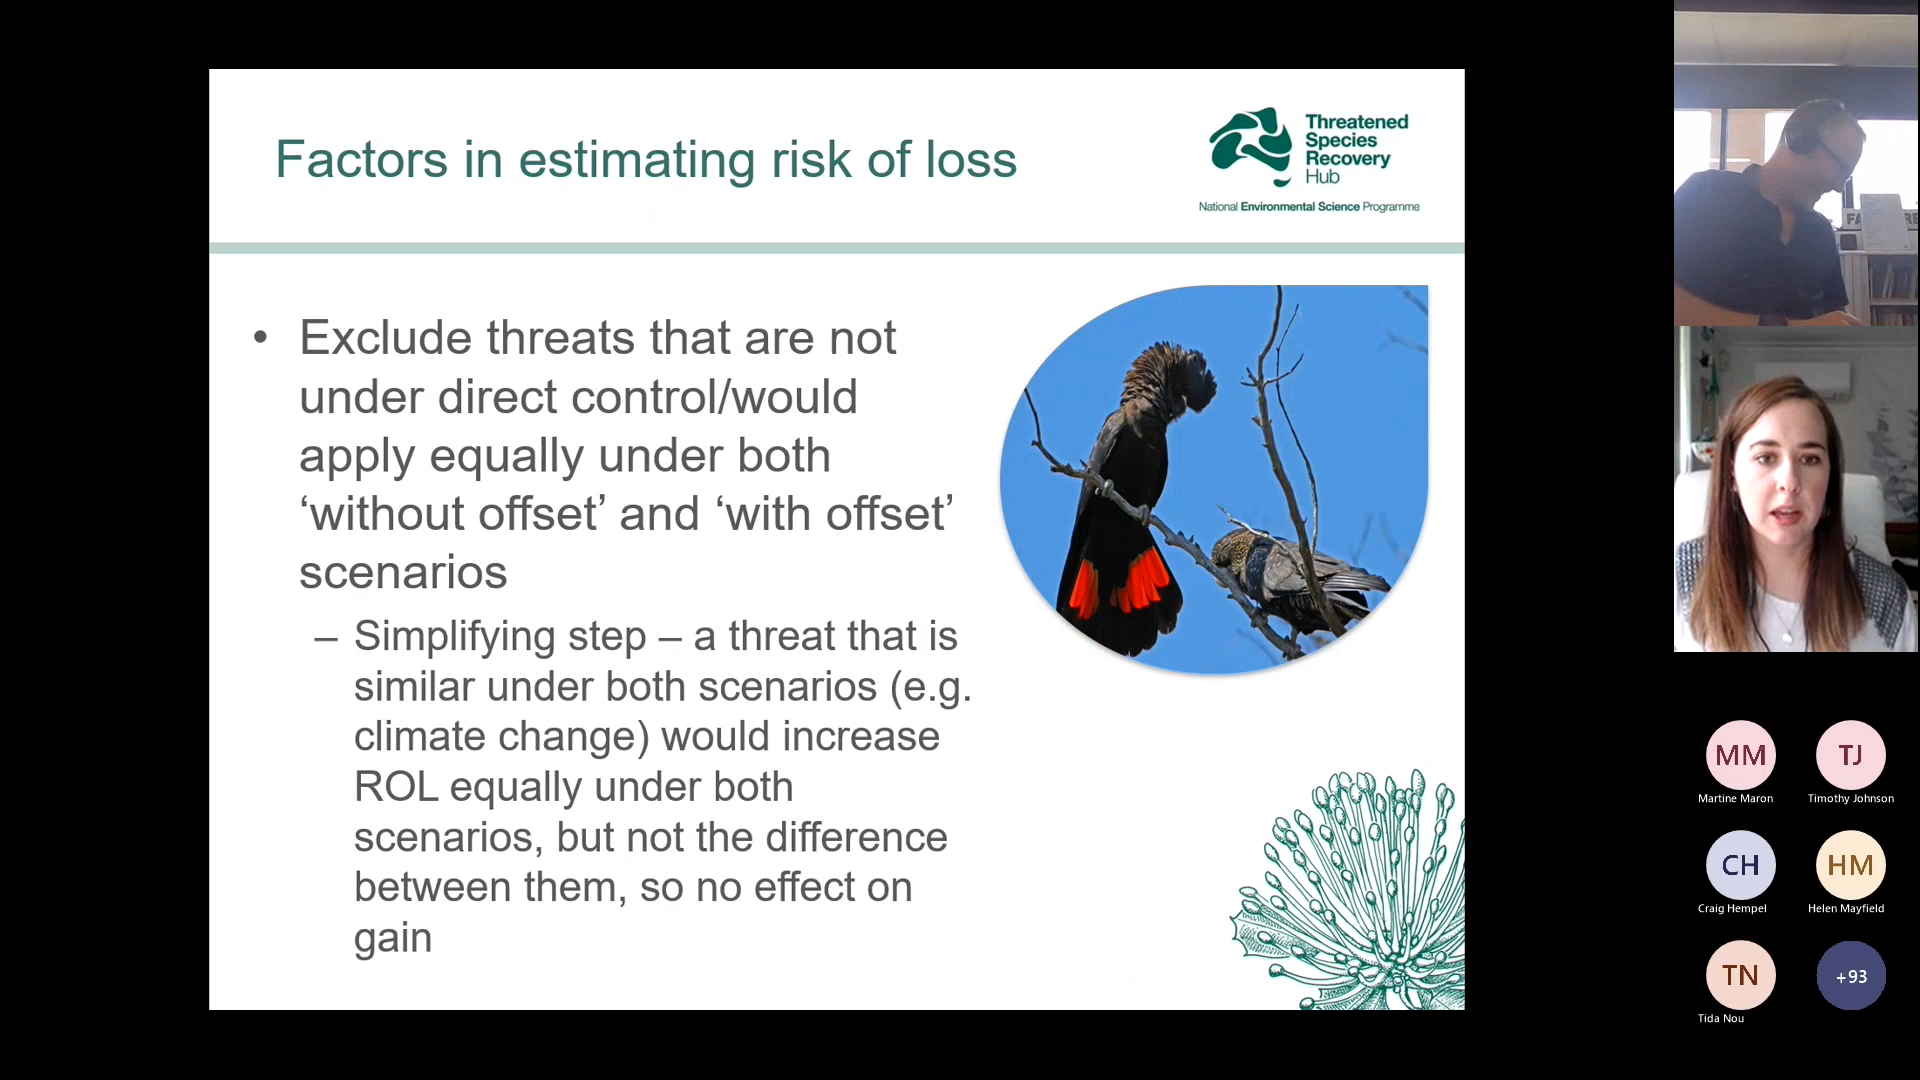 Factors in estimating risk of loss
Threatened
Species
Recovery
Hub
National Environmental Science Programme
• Exclude threats that are not
under direct control/would
apply equally under both
‘without offset’ and ‘with offset’
scenarios
– Simplifying step – a threat that is
similar under both scenarios (e.g.
climate change) would increase
ROL equally under both
scenarios, but not the difference
between them, so no effect on
gain
MM
Martine Maron
TJ
Timothy Johnson
CH
Craig Hempel
HM
Helen Mayfield
TN
Tida Nou
+93